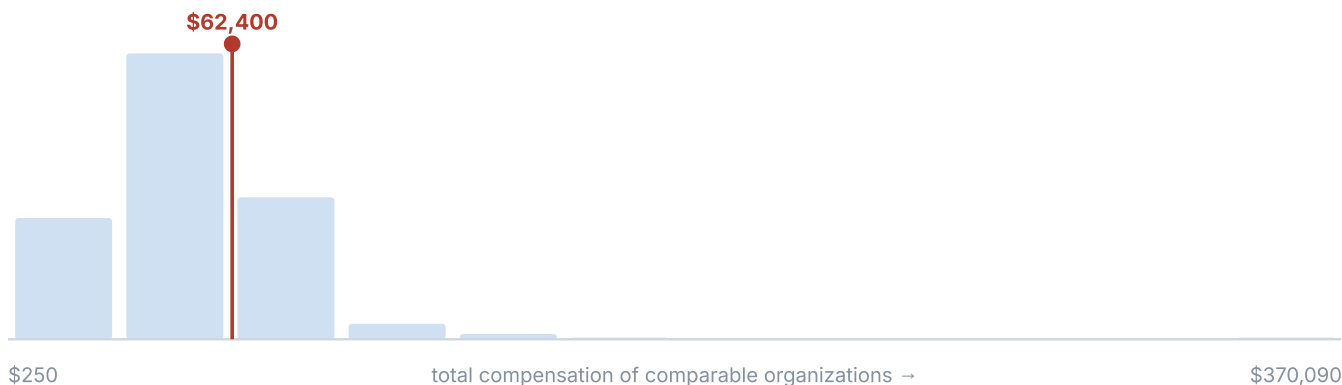 $62,400
$250
total compensation of comparable organizations →
$370,090